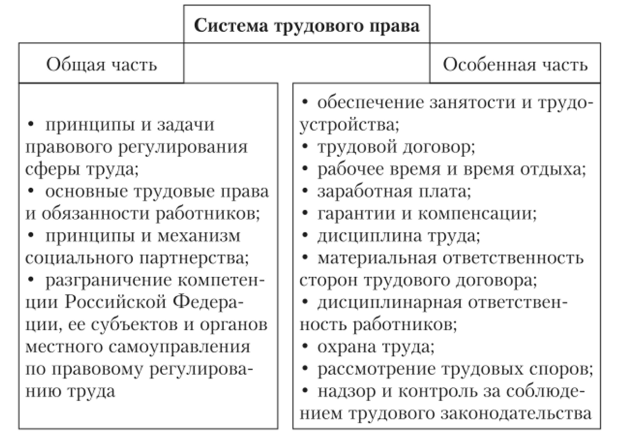 Система трудового права
Общая часть
Особенная часть
• принципы и задачи
правового регулирования
сферы труда;
• основные трудовые права
и обязанности работников;
• принципы и механизм
социального партнерства;
• разграничение компетен-
ции Российской Федера-
ции, ее субъектов и органов
местного самоуправления
по правовому регулирова-
нию труда
• обеспечение занятости и трудо-
устройства;
• трудовой договор;
• рабочее время и время отдыха;
• заработная плата;
• гарантии и компенсации;
• дисциплина труда;
• материальная ответственность
сторон трудового договора;
• дисциплинарная ответствен-
ность работников;
• охрана труда;
• рассмотрение трудовых споров;
• надзор и контроль за соблюде-
нием трудового законодательства